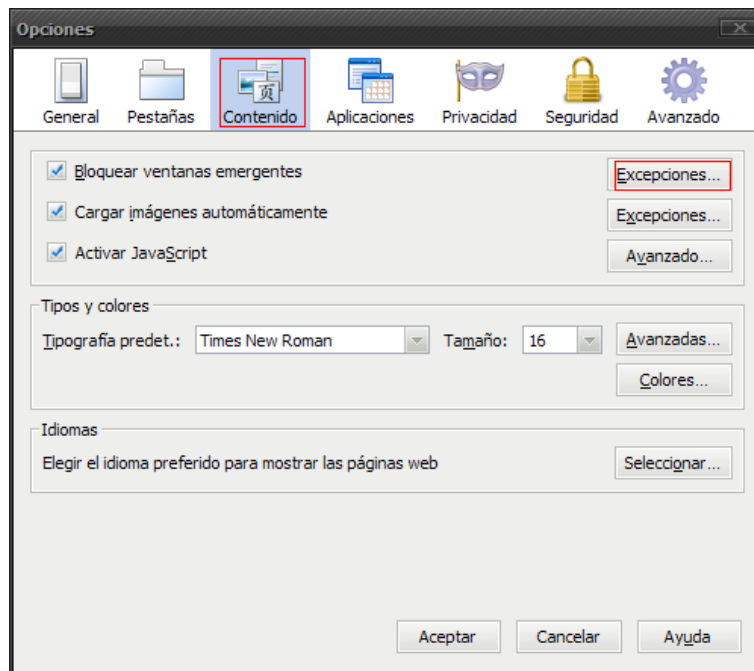 Opciones
General Pestañas Contenido Aplicaciones Privacidad Seguridad Avanzado
页
Bloquear ventanas emergentes Excepciones...
Cargar imágenes automáticamente Excepciones...
Activar JavaScript Avanzado...
Tipos y colores
Tipografía predet.: Times New Roman Tamaño: 16 Avanzadas...
Colores...
Idiomas
Elegir el idioma preferido para mostrar las páginas web Seleccionar...
Aceptar Cancelar Ayuda